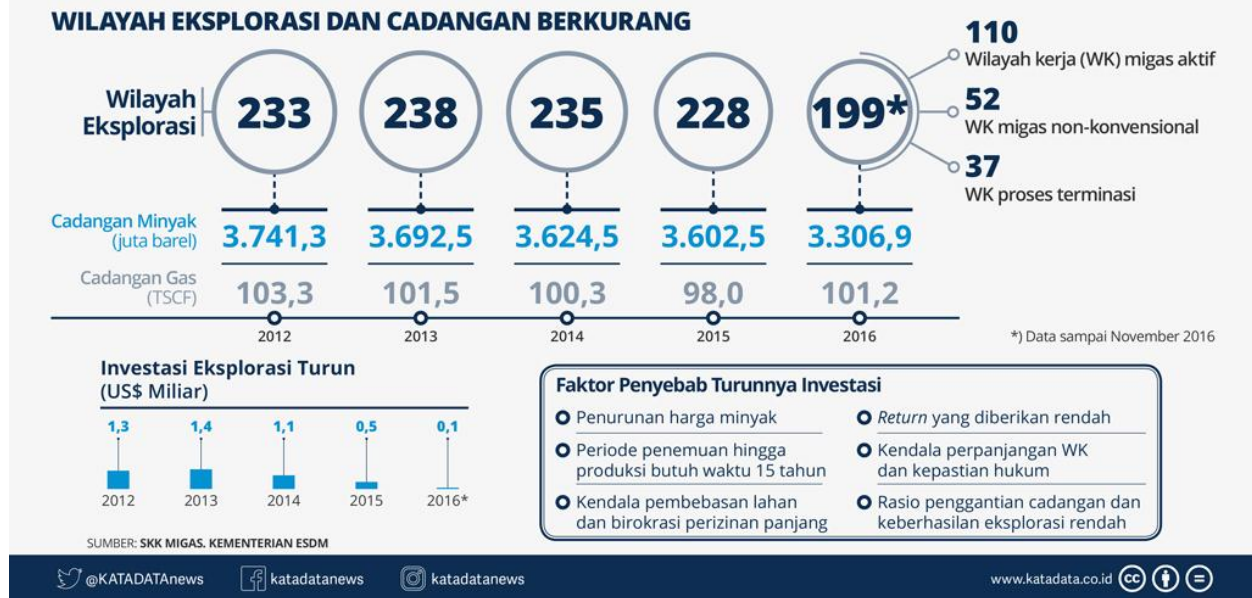 WILAYAH EKSPLORASI DAN CADANGAN BERKURANG
Wilayah
Eksplorasi
233
238
235
228
199*
110
Wilayah kerja (WK) migas aktif
52
WK migas non-konvensional
37
WK proses terminasi
Cadangan Minyak
(juta barel)
3.741,3
3.692,5
3.624,5
3.602,5
3.306,9
Cadangan Gas
(TSCF)
103,3
101,5
100,3
98,0
101,2
2012
2013
2014
2015
2016
*) Data sampai November 2016
Investasi Eksplorasi Turun
(US$ Miliar)
1,3
1,4
1,1
0,5
0,1
2012
2013
2014
2015
2016*
Faktor Penyebab Turunnya Investasi
Penurunan harga minyak
Periode penemuan hingga
produksi butuh waktu 15 tahun
Kendala pembebasan lahan
dan birokrasi perizinan panjang
Return yang diberikan rendah
Kendala perpanjangan WK
dan kepastian hukum
Rasio penggantian cadangan dan
keberhasilan eksplorasi rendah
SUMBER: SKK MIGAS. KEMENTERIAN ESDM
@KATADATAnews
katadatanews
katadatanews
www.katadata.co.id